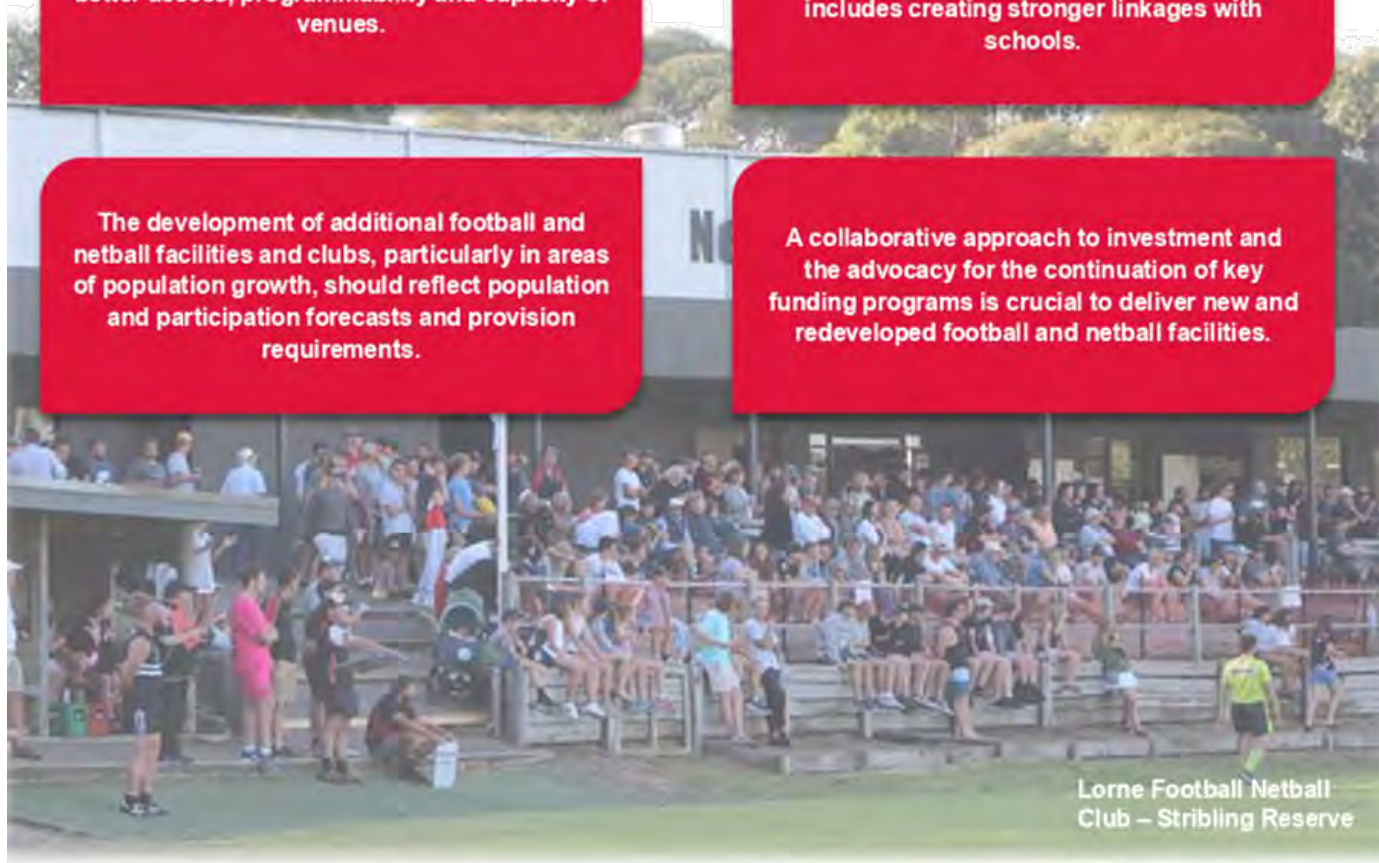 venues.
includes creating stronger linkages with
schools.
The development of additional football and
netball facilities and clubs, particularly in areas
of population growth, should reflect population
and participation forecasts and provision
requirements.
A collaborative approach to investment and
the advocacy for the continuation of key
funding programs is crucial to deliver new and
redeveloped football and netball facilities.
Lorne Football Netball
Club – Stribling Reserve